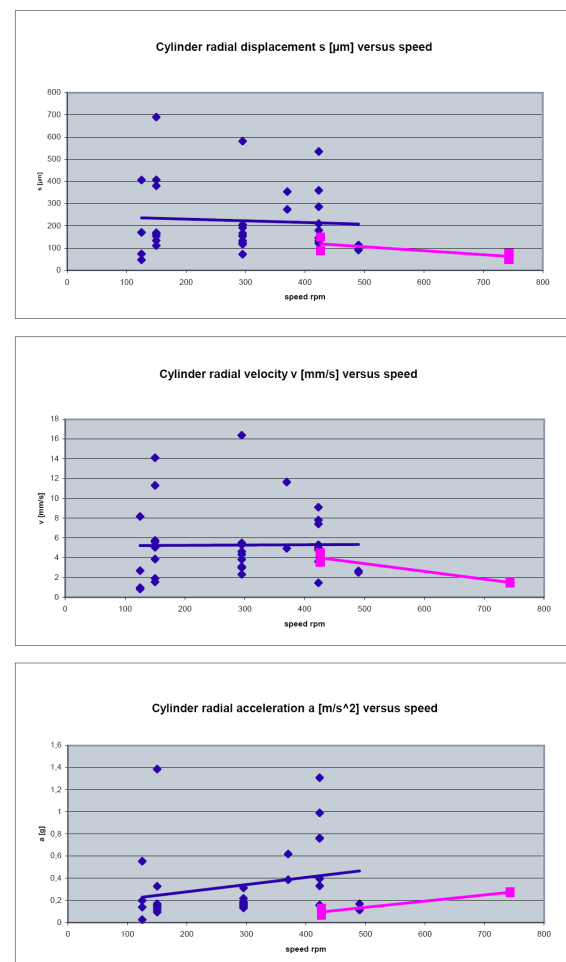 Cylinder radial displacement s [µm] versus speed
800
700
600
500
400
300
200
100
0
s [µm]
0 100 200 300 400 500 600 700 800
speed rpm
Cylinder radial velocity v [mm/s] versus speed
18
16
14
12
10
8
6
4
2
0
v [mm/s]
0 100 200 300 400 500 600 700 800
speed rpm
Cylinder radial acceleration a [m/s^2] versus speed
1,6
1,4
1,2
1
0,8
0,6
0,4
0,2
0
a [g]
0 100 200 300 400 500 600 700 800
speed rpm